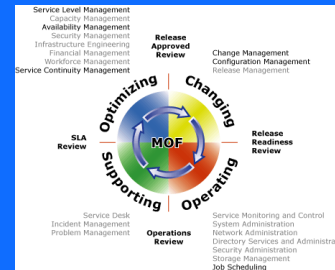 Service Level Management
Capacity Management
Availability Management
Security Management
Infrastructure Engineering
Financial Management
Workforce Management
Service Continuity Management
Release
Approved
Review
Change Management
Configuration Management
Release Management
Optimizing
Changing
SLA
Review
MOF
Release
Readiness
Review
Supporting
Operating
Service Desk
Incident Management
Problem Management
Operations
Review
Service Monitoring and Control
System Administration
Network Administration
Directory Services and Administra
Security Administration
Storage Management
Job Scheduling